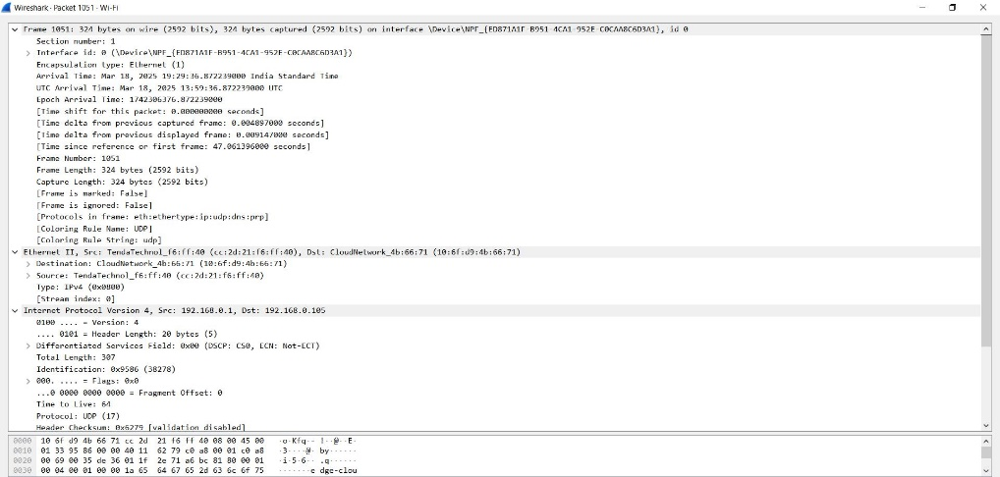 Wireshark · Packet 1051 · Wi-Fi
Frame 1051: 324 bytes on wire (2592 bits), 324 bytes captured (2592 bits) on interface \Device\NPF_{ED871A1F-B951-4CA1-952E-C0CAA8C6D3A1}, id 0
Section number: 1
Interface id: 0 (\Device\NPF_{ED871A1F-B951-4CA1-952E-C0CAA8C6D3A1})
Encapsulation type: Ethernet (1)
Arrival Time: Mar 18, 2025 19:29:36.872239000 India Standard Time
UTC Arrival Time: Mar 18, 2025 13:59:36.872239000 UTC
Epoch Arrival Time: 1742306376.872239000
[Time shift for this packet: 0.000000000 seconds]
[Time delta from previous captured frame: 0.004897000 seconds]
[Time delta from previous displayed frame: 0.009147000 seconds]
[Time since reference or first frame: 47.061396000 seconds]
Frame Number: 1051
Frame Length: 324 bytes (2592 bits)
Capture Length: 324 bytes (2592 bits)
[Frame is marked: False]
[Frame is ignored: False]
[Protocols in frame: eth:ethertype:ip:udp:dns:prp]
[Coloring Rule Name: UDP]
[Coloring Rule String: udp]
Ethernet II, Src: TendaTechnol_f6:ff:40 (cc:2d:21:f6:ff:40), Dst: CloudNetwork_4b:66:71 (10:6f:d9:4b:66:71)
Destination: CloudNetwork_4b:66:71 (10:6f:d9:4b:66:71)
Source: TendaTechnol_f6:ff:40 (cc:2d:21:f6:ff:40)
Type: IPv4 (0x0800)
[Stream index: 0]
Internet Protocol Version 4, Src: 192.168.0.1, Dst: 192.168.0.105
0100 .... = Version: 4
.... 0101 = Header Length: 20 bytes (5)
Differentiated Services Field: 0x00 (DSCP: CS0, ECN: Not-ECT)
Total Length: 307
Identification: 0x9586 (38278)
000. .... = Flags: 0x0
...0 0000 0000 0000 = Fragment Offset: 0
Time to Live: 64
Protocol: UDP (17)
Header Checksum: 0x6279 [validation disabled]
0000 10 6f d9 4b 66 71 cc 2d 21 f6 ff 40 08 00 45 00 ·o·Kfq·- !··@··E·
0010 01 33 95 86 00 00 40 11 62 79 c0 a8 00 01 c0 a8 ·3····@· by······
0020 00 69 00 35 de 36 01 1f 2e 71 a6 bc 81 80 00 01 ·i·5·6·· .q······
0030 00 04 00 01 00 00 1a 65 64 67 65 2d 63 6c 6f 75 ·······e dge-clou